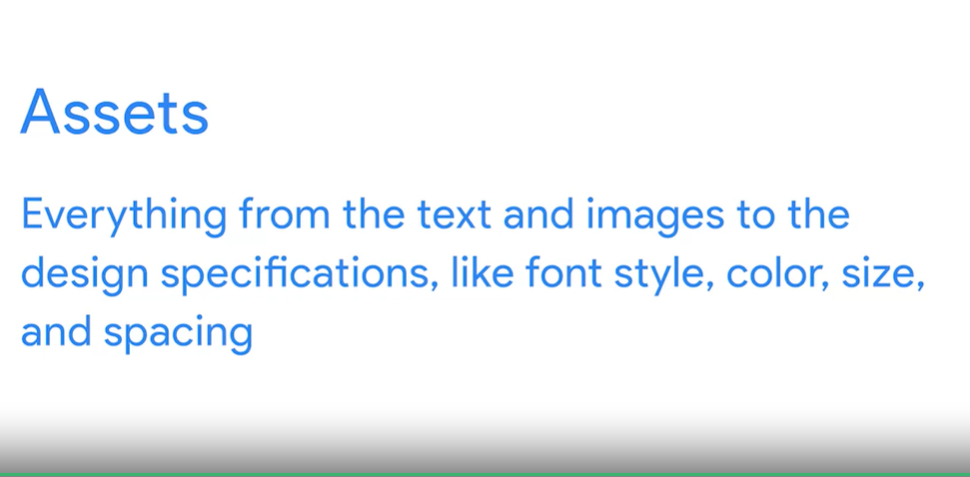 Assets
Everything from the text and images to the
design specifications, like font style, color, size,
and spacing